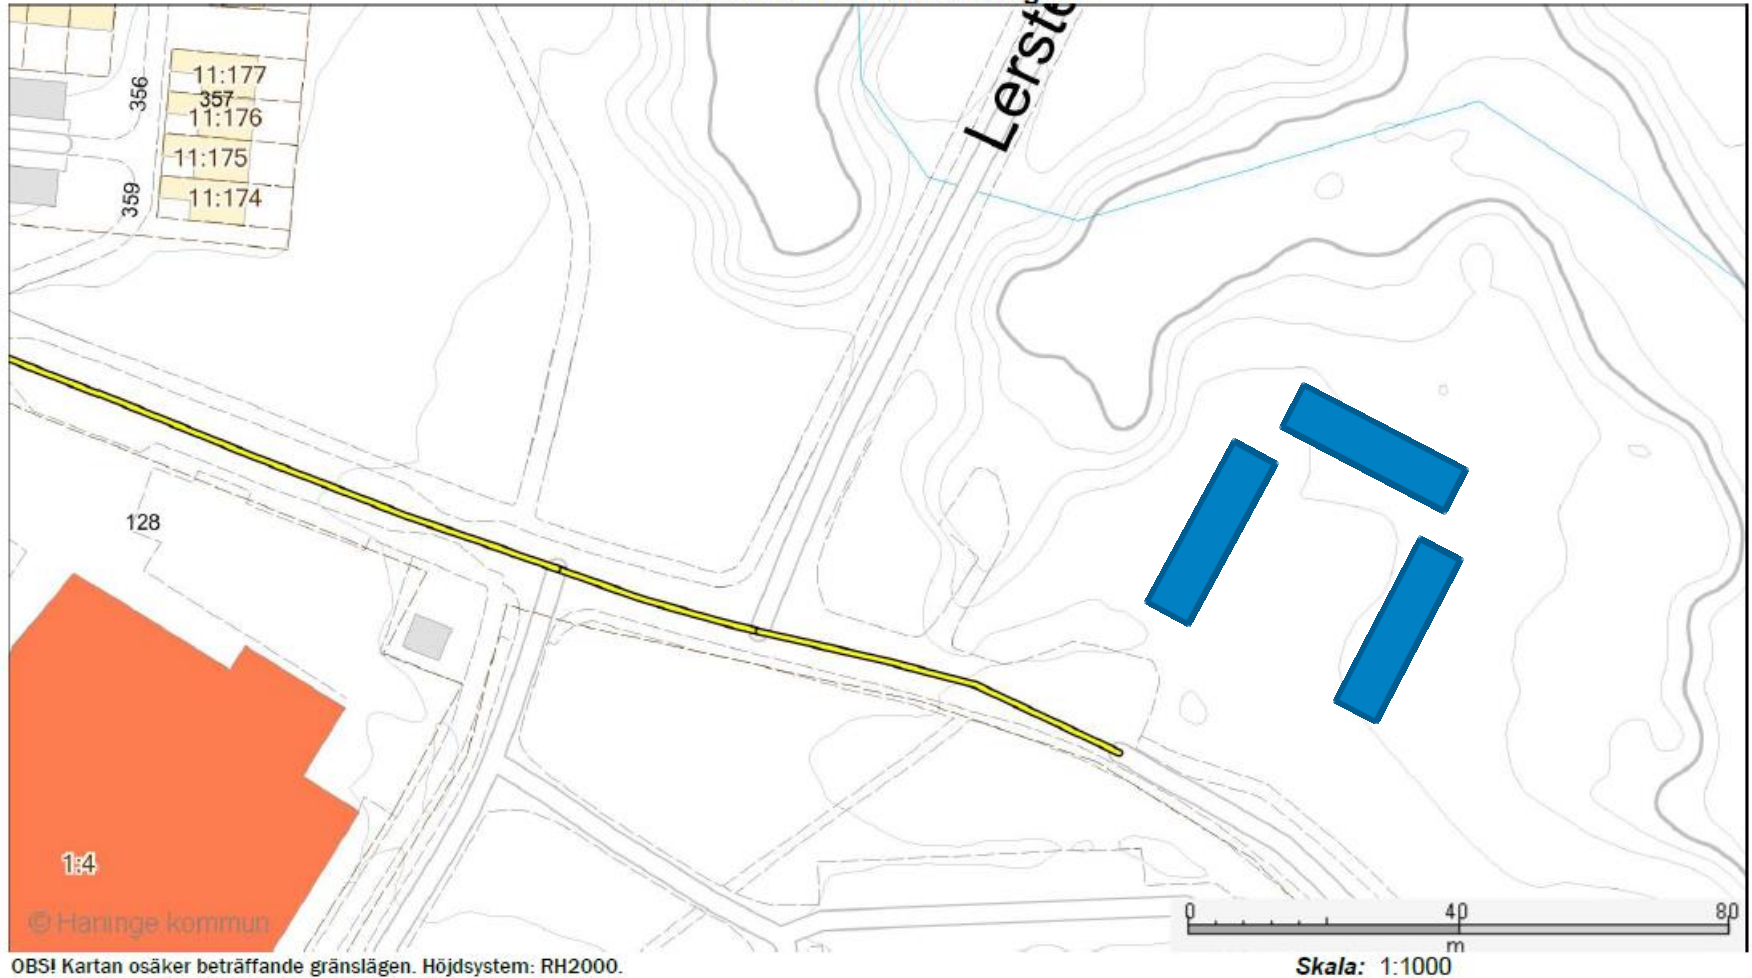 Lerste
11:177
356
357
11:176
11:175
359
11:174
128
1:4
© Haninge kommun
0 40 80
m
OBS! Kartan osäker beträffande gränslägen. Höjdsystem: RH2000.
Skala: 1:1000